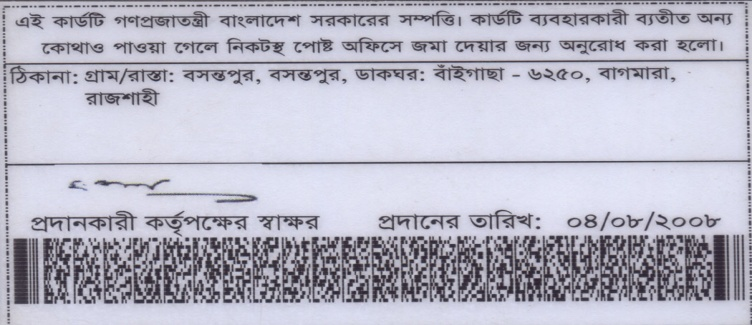 এই কার্ডটি গণপ্রজাতন্ত্রী বাংলাদেশ সরকারের সম্পত্তি। কার্ডটি ব্যবহারকারী ব্যতীত অন্য
কোথাও পাওয়া গেলে নিকটস্থ পোষ্ট অফিসে জমা দেয়ার জন্য অনুরোধ করা হলো।
ঠিকানা: গ্রাম/রাস্তা: বসন্তপুর, বসন্তপুর, ডাকঘর: বাঁইগাছা - ৬২৫০, বাগমারা,
রাজশাহী
প্রদানকারী কর্তৃপক্ষের স্বাক্ষর প্রদানের তারিখ: ০৪/০৮/২০০৮